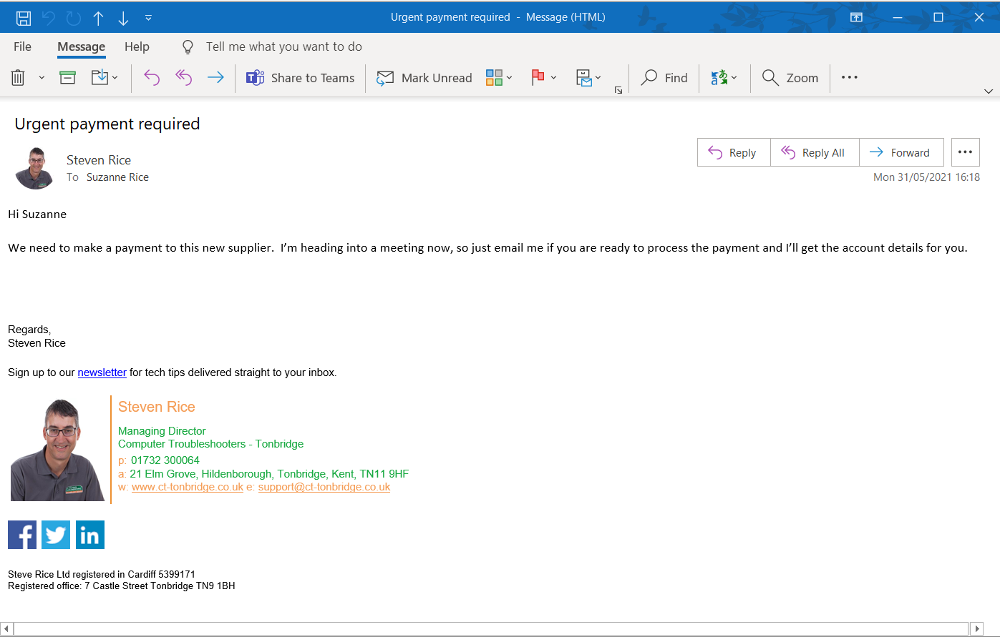 Urgent payment required - Message (HTML)
File Message Help Tell me what you want to do
Share to Teams Mark Unread Find Zoom
Urgent payment required
Steven Rice
To Suzanne Rice
Reply Reply All Forward
Mon 31/05/2021 16:18
Hi Suzanne
We need to make a payment to this new supplier. I’m heading into a meeting now, so just email me if you are ready to process the payment and I’ll get the account details for you.
Regards,
Steven Rice
Sign up to our newsletter for tech tips delivered straight to your inbox.
Steven Rice
Managing Director
Computer Troubleshooters - Tonbridge
p: 01732 300064
a: 21 Elm Grove, Hildenborough, Tonbridge, Kent, TN11 9HF
w: www.ct-tonbridge.co.uk e: support@ct-tonbridge.co.uk
Steve Rice Ltd registered in Cardiff 5399171
Registered office: 7 Castle Street Tonbridge TN9 1BH